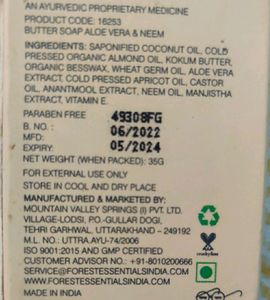 AN AYURVEDIC PROPRIETARY MEDICINE
PRODUCT CODE: 16253
BUTTER SOAP ALOE VERA & NEEM
INGREDIENTS: SAPONIFIED COCONUT OIL, COLD
PRESSED ORGANIC ALMOND OIL, KOKUM BUTTER,
ORGANIC BEESWAX, WHEAT GERM OIL, ALOE VERA
EXTRACT, COLD PRESSED APRICOT OIL, CASTOR
OIL, ANANTMOOL EXTRACT, NEEM OIL, MANJISTHA
EXTRACT, VITAMIN E.
PARABEN FREE
B. NO.: 49308FG
MFD: 06/2022
EXPIRY: 05/2024
NET WEIGHT (WHEN PACKED): 35G
FOR EXTERNAL USE ONLY
STORE IN COOL AND DRY PLACE
MANUFACTURED & MARKETED BY:
MOUNTAIN VALLEY SPRINGS (I) PVT. LTD.
VILLAGE-LODSI, PO.-GULLAR DOGI,
TEHRI GARHWAL, UTTARAKHAND – 249192
M.L. NO.: UTTRA.AYU-74/2006
ISO 9001:2015 AND GMP CERTIFIED
CUSTOMER ADVISOR NO.: +91-8010200666
SERVICE@FORESTESSENTIALSINDIA.COM
WWW.FORESTESSENTIALSINDIA.COM
MADE IN INDIA
crueltyfree